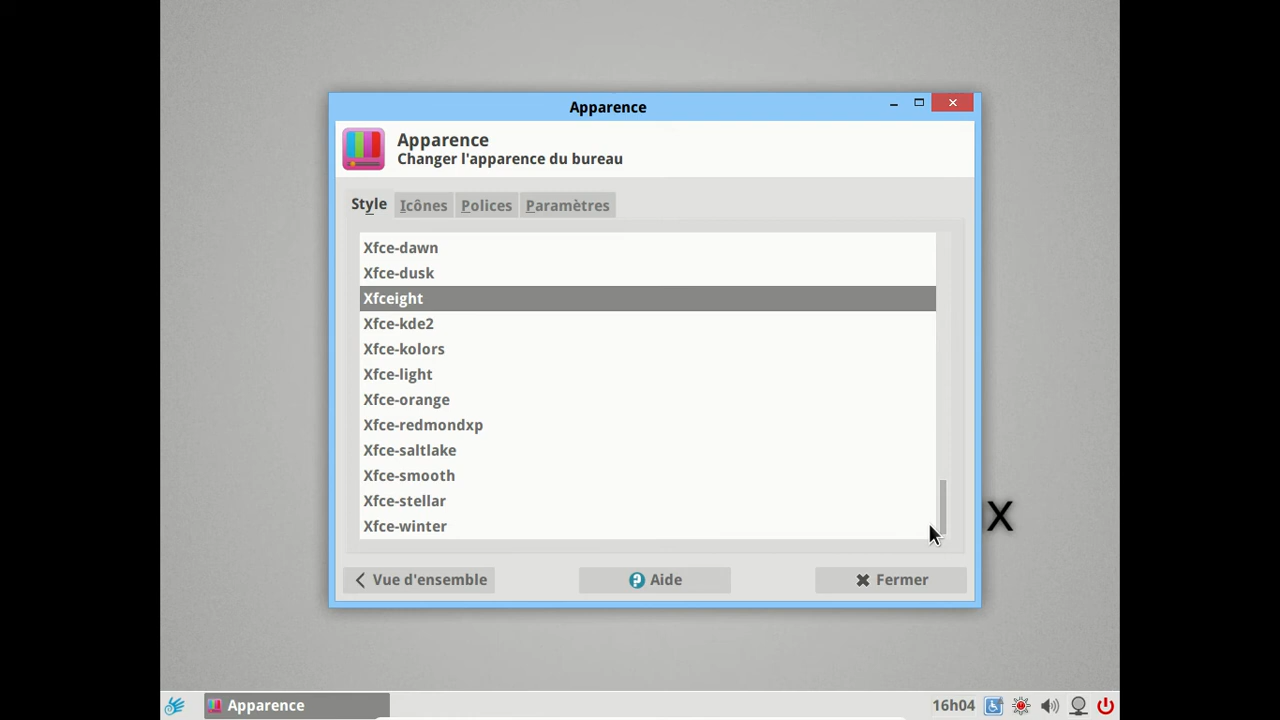 Apparence
Apparence
Changer l'apparence du bureau
Style Icônes Polices Paramètres
Xfce-dawn
Xfce-dusk
Xfceight
Xfce-kde2
Xfce-kolors
Xfce-light
Xfce-orange
Xfce-redmondxp
Xfce-saltlake
Xfce-smooth
Xfce-stellar
Xfce-winter
X
Vue d'ensemble Aide Fermer
Apparence 16h04